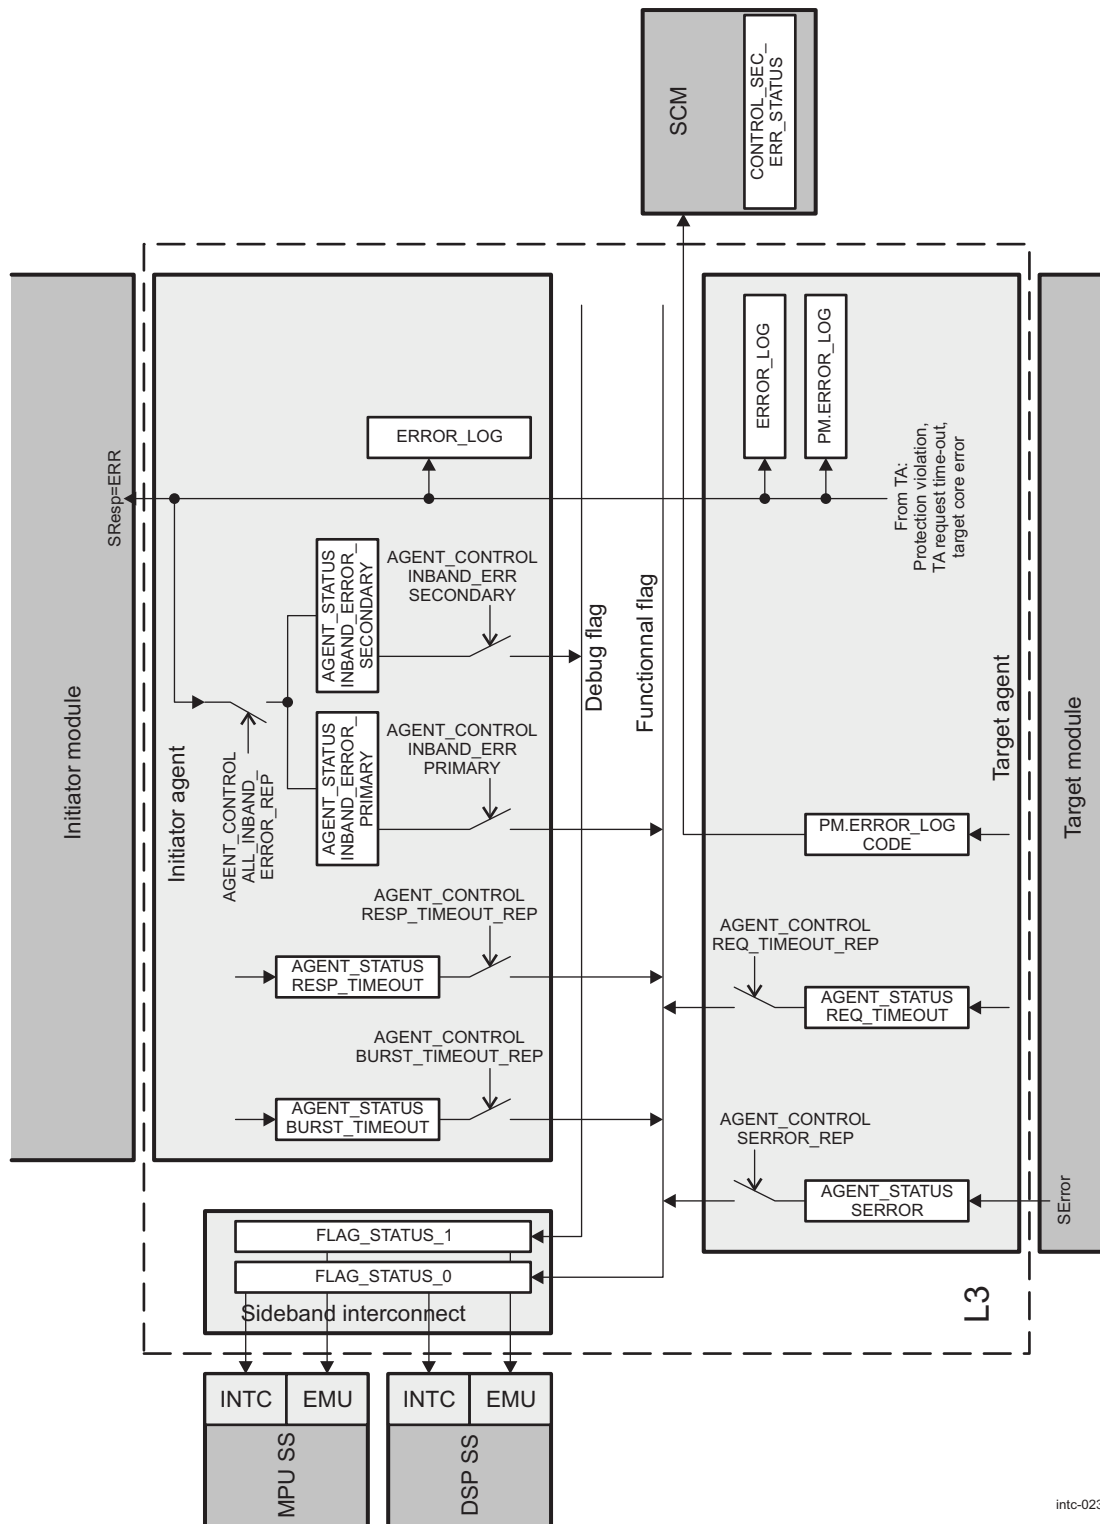 SCM
CONTROL_SEC_
ERR_STATUS
Initiator module
SResp=ERR
Initiator agent
ERROR_LOG
AGENT_CONTROL
ALL_INBAND_
ERROR_REP
AGENT_STATUS
INBAND_ERROR_
SECONDARY
AGENT_CONTROL
INBAND_ERR
SECONDARY
AGENT_STATUS
INBAND_ERROR_
PRIMARY
AGENT_CONTROL
INBAND_ERR
PRIMARY
AGENT_CONTROL
RESP_TIMEOUT_REP
AGENT_STATUS
RESP_TIMEOUT
AGENT_CONTROL
BURST_TIMEOUT_REP
AGENT_STATUS
BURST_TIMEOUT
Debug flag
Functionnal flag
ERROR_LOG
PM.ERROR_LOG
From TA:
Protection violation,
TA request time-out,
target core error
Target agent
PM.ERROR_LOG
CODE
AGENT_CONTROL
REQ_TIMEOUT_REP
AGENT_STATUS
REQ_TIMEOUT
AGENT_CONTROL
SERROR_REP
AGENT_STATUS
SERROR
Target module
SError
FLAG_STATUS_1
FLAG_STATUS_0
Sideband interconnect
L3
INTC
EMU
MPU SS
INTC
EMU
DSP SS
intc-023